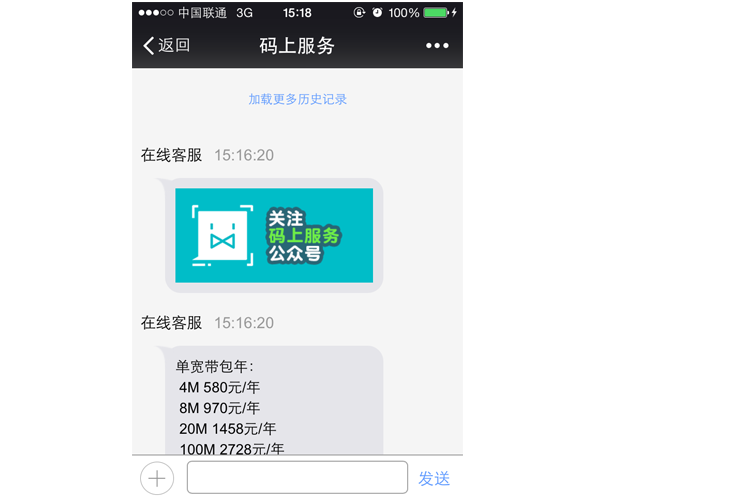 中国联通 3G 15:18 100%
返回 码上服务
加载更多历史记录
在线客服 15:16:20
关注
码上服务
公众号
在线客服 15:16:20
单宽带包年：
4M 580元/年
8M 970元/年
20M 1458元/年
100M 2728元/年
发送